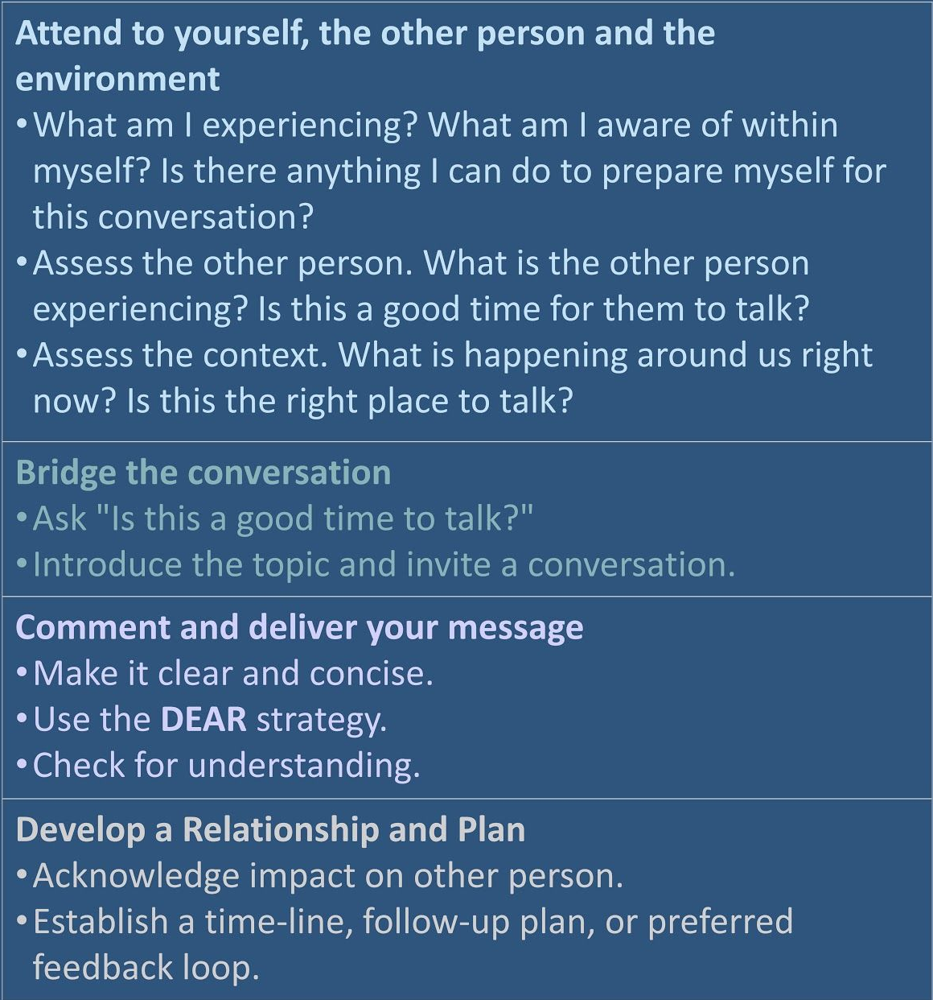 Attend to yourself, the other person and the
environment
•What am I experiencing? What am I aware of within
myself? Is there anything I can do to prepare myself for
this conversation?
•Assess the other person. What is the other person
experiencing? Is this a good time for them to talk?
•Assess the context. What is happening around us right
now? Is this the right place to talk?
Bridge the conversation
•Ask "Is this a good time to talk?"
•Introduce the topic and invite a conversation.
Comment and deliver your message
•Make it clear and concise.
•Use the DEAR strategy.
•Check for understanding.
Develop a Relationship and Plan
•Acknowledge impact on other person.
•Establish a time-line, follow-up plan, or preferred
feedback loop.